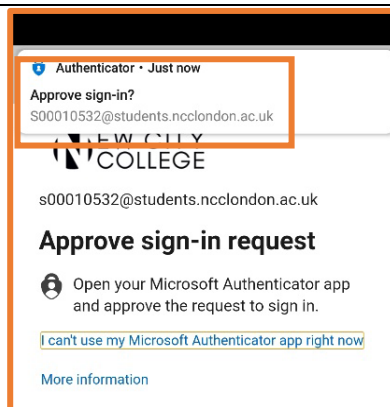 Authenticator • Just now
Approve sign-in?
S00010532@students.ncclondon.ac.uk
NEW CITY
COLLEGE
s00010532@students.ncclondon.ac.uk
Approve sign-in request
Open your Microsoft Authenticator app
and approve the request to sign in.
I can't use my Microsoft Authenticator app right now
More information